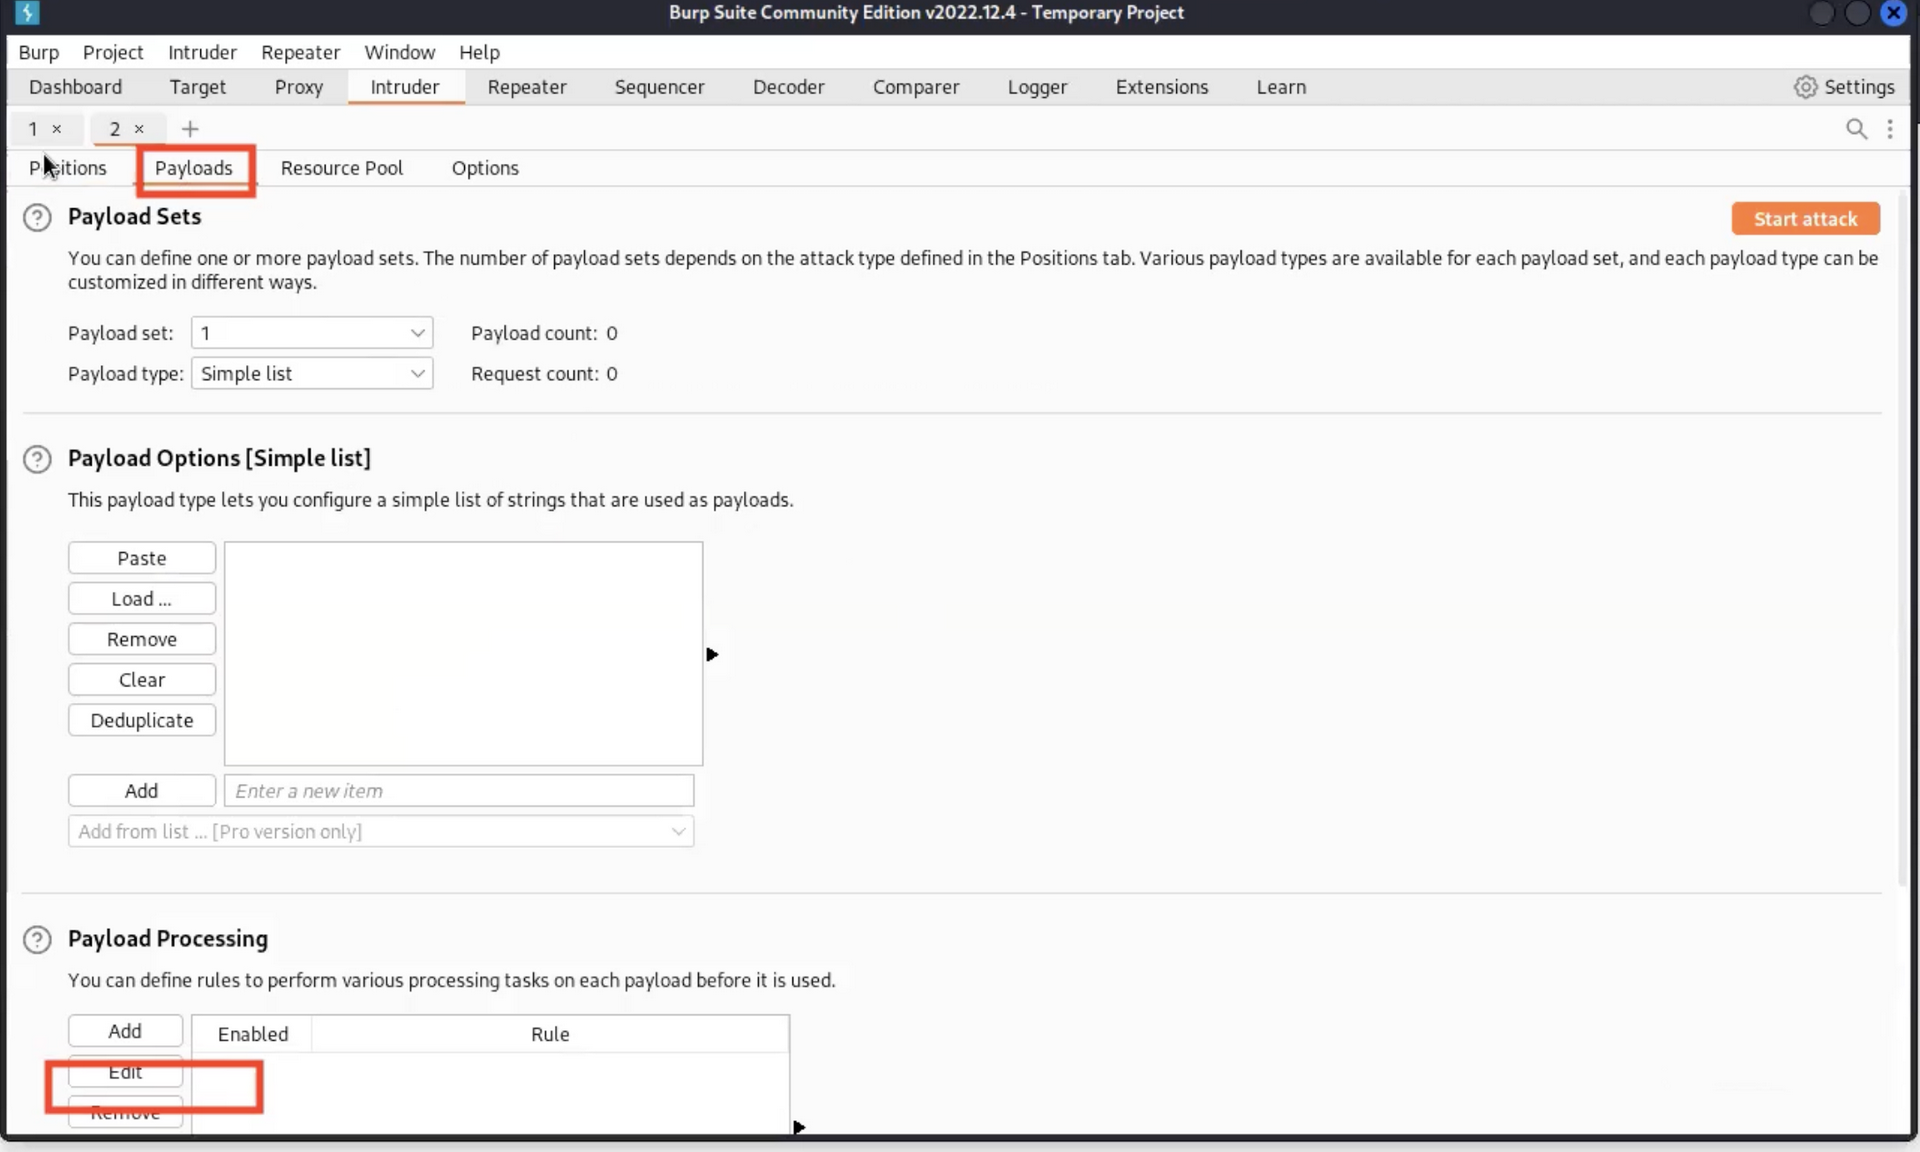 Burp Suite Community Edition v2022.12.4 - Temporary Project
Burp Project Intruder Repeater Window Help
Dashboard Target Proxy Intruder Repeater Sequencer Decoder Comparer Logger Extensions Learn Settings
1 × 2 × +
Positions Payloads Resource Pool Options
? Payload Sets
Start attack
You can define one or more payload sets. The number of payload sets depends on the attack type defined in the Positions tab. Various payload types are available for each payload set, and each payload type can be
customized in different ways.
Payload set: 1 Payload count: 0
Payload type: Simple list Request count: 0
? Payload Options [Simple list]
This payload type lets you configure a simple list of strings that are used as payloads.
Paste
Load ...
Remove
Clear
Deduplicate
Add Enter a new item
Add from list ... [Pro version only]
? Payload Processing
You can define rules to perform various processing tasks on each payload before it is used.
Add Enabled Rule
Edit
Remove